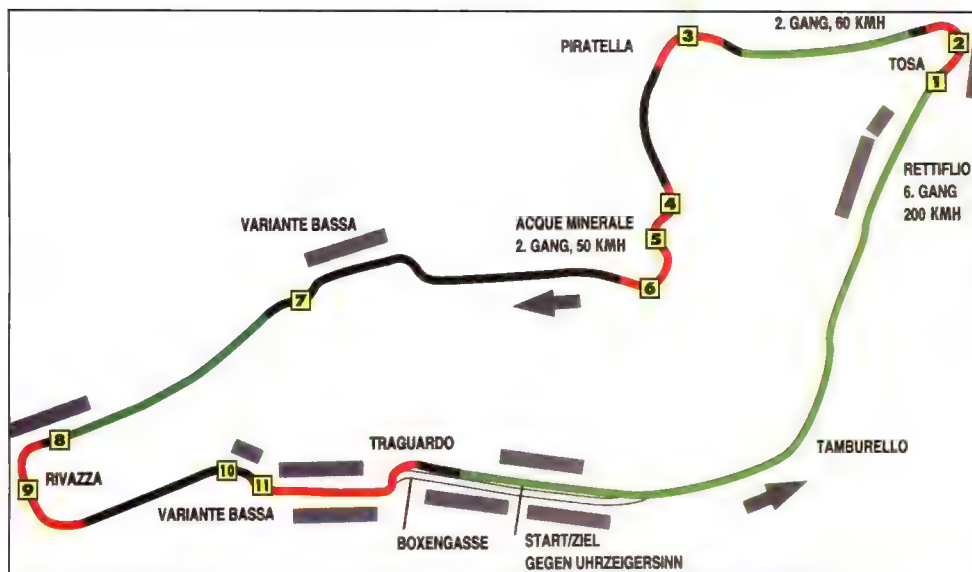 2. GANG, 60 KMH
2
3
PIRATELLA
TOSA
1
RETTIFLIO
6. GANG
200 KMH
4
ACQUE MINERALE
2. GANG, 50 KMH
5
VARIANTE BASSA
6
7
8
TRAGUARDO
TAMBURELLO
10
RIVAZZA
9
11
VARIANTE BASSA
BOXENGASSE
START/ZIEL
GEGEN UHRZEIGERSINN